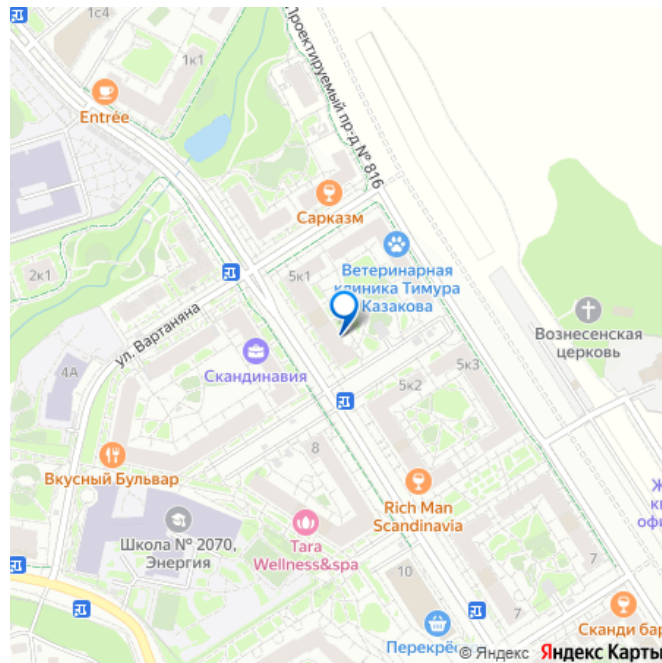 1с4
1к1
Entrée
Проектируемый пр-д № 816
Сарказм
Ветеринарная
клиника Тимура
Казакова
5к1
2к1
ул. Вартаняна
Вознесенская
церковь
Скандинавия
4А
5к3
5к2
8
Вкусный Бульвар
Rich Man
Scandinavia
Школа № 2070,
Энергия
Tara
Wellness&spa
Ж
к
офи
7
10
7
Сканди бар
Перекрёс
© Яндекс Яндекс Карты